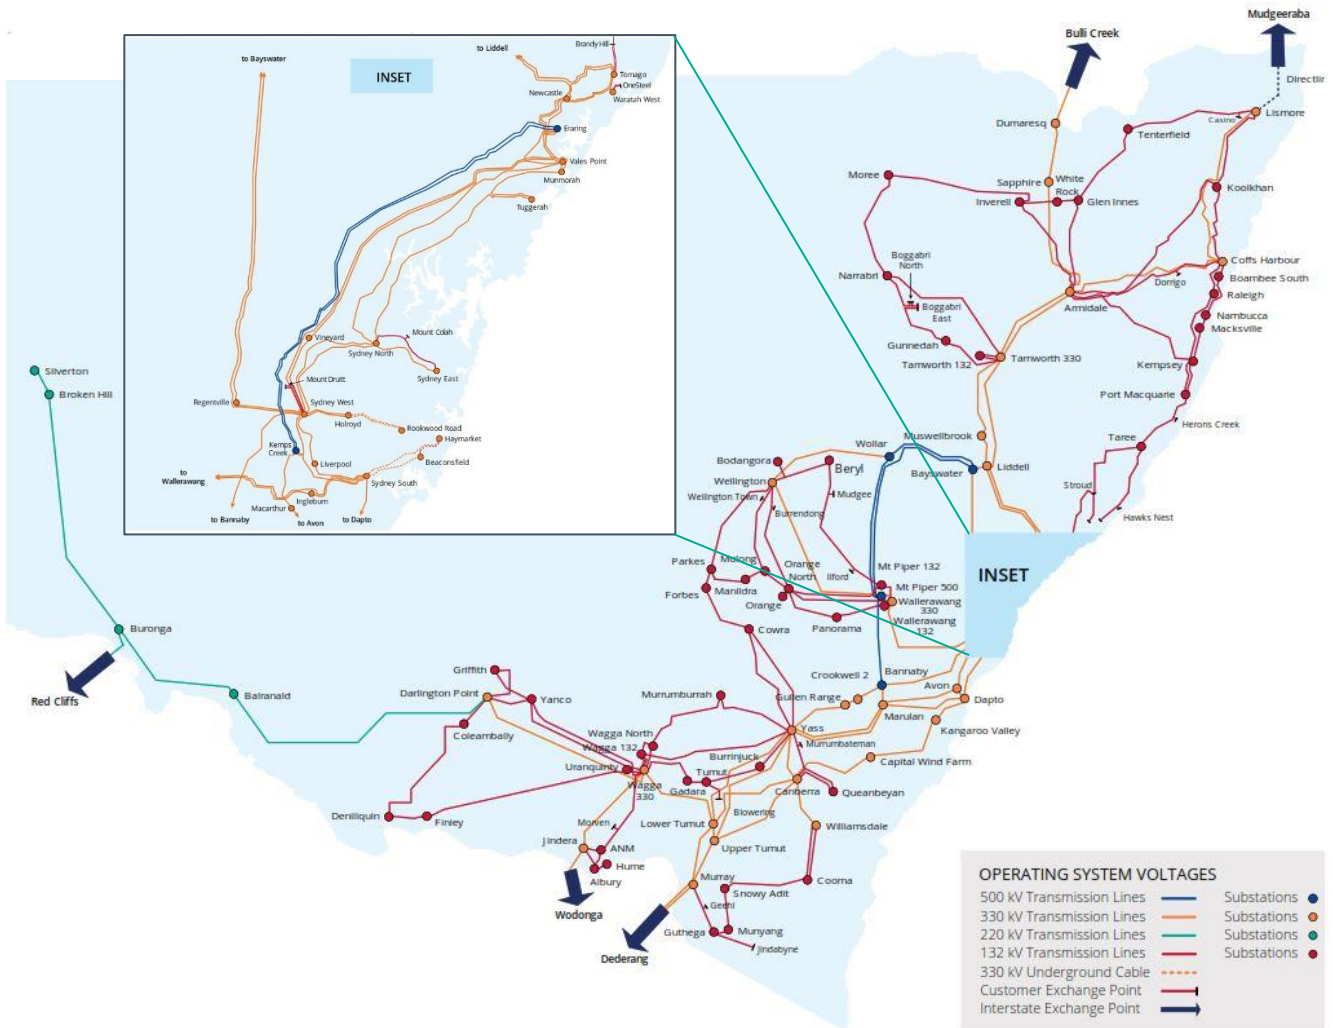 Mudgeeraba
Bulli Creek
Directlir
Lismore
Casino
Dumaresq
Tenterfield
Moree
Sapphire
White
Rock
Koolkhan
Inverell
Glen Innes
Boggabri
North
Coffs Harbour
Narrabri
Dorrigo
Boambee South
Raleigh
Boggabri
East
Armidale
Nambucca
Macksville
Gunnedah
Tamworth 330
Tamworth 132
Kempsey
Port Macquarie
Herons Creek
Taree
Muswellbrook
Wollar
Bayswater
Liddell
Stroud
Hawks Nest
Bodangora
Beryl
Wellington
Wellington Town
Mudgee
Burrendong
INSET
to Liddell
Brandy Hill
to Bayswater
INSET
Tomago
OneSteel
Newcastle
Waratah West
Eraring
Vales Point
Munmorah
Tuggerah
Vineyard
Mount Colah
Sydney North
Sydney East
Mount Druitt
Regentville
Sydney West
Holroyd
Rookwood Road
Haymarket
Kemps
Creek
Liverpool
Beaconsfield
to
Wallerawang
Sydney South
Ingleburn
Macarthur
to Bannaby
to Avon
to Dapto
Silverton
Broken Hill
Parkes
Molong
Orange
North
Ilford
Mt Piper 132
Mt Piper 500
Forbes
Manildra
Orange
Wallerawang
330
Panorama
Wallerawang
132
Cowra
Buronga
Red Cliffs
Balranald
Griffith
Darlington Point
Yanco
Coleambally
Murrumburrah
Crookwell 2
Bannaby
Gullen Range
Avon
Dapto
Marulan
Kangaroo Valley
Yass
Murrumbateman
Wagga North
Wagga 132
Burrinjuck
Capital Wind Farm
Uranquinty
Tumut
Wagga
330
Gadara
Canberra
Queanbeyan
Deniliquin
Finley
Morven
Lower Tumut
Blowering
Williamsdale
Jindera
ANM
Upper Tumut
Hume
Albury
Murray
Cooma
Snowy Adit
Wodonga
Geehi
Guthega
Munyang
Jindabyne
Dederang
OPERATING SYSTEM VOLTAGES
500 kV Transmission Lines Substations
330 kV Transmission Lines Substations
220 kV Transmission Lines Substations
132 kV Transmission Lines Substations
330 kV Underground Cable
Customer Exchange Point
Interstate Exchange Point